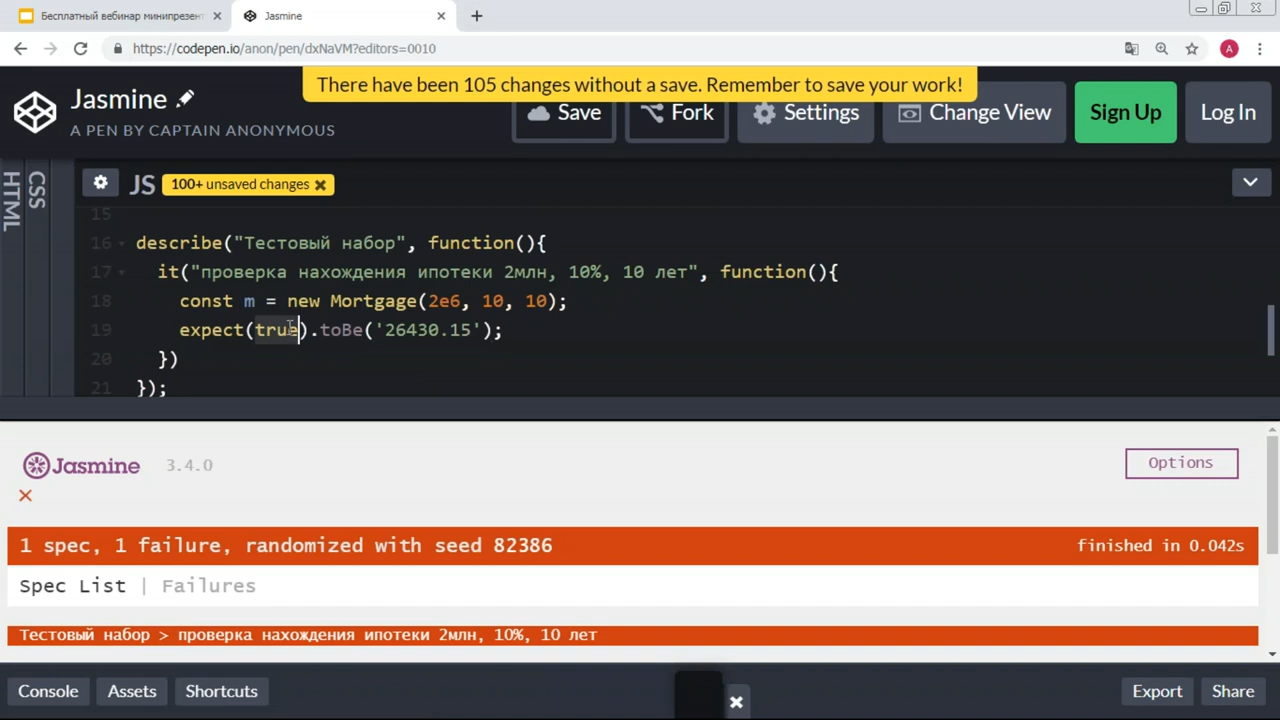 Бесплатный вебинар минипрезент
Jasmine
https://codepen.io/anon/pen/dxNaVM?editors=0010
A
There have been 105 changes without a save. Remember to save your work!
Jasmine
A PEN BY CAPTAIN ANONYMOUS
Save
Fork
Settings
Change View
Sign Up
Log In
HTML
CSS
JS
100+ unsaved changes
15
16 describe("Тестовый набор", function(){
17 it("проверка нахождения ипотеки 2млн, 10%, 10 лет", function(){
18 const m = new Mortgage(2e6, 10, 10);
19 expect(true).toBe('26430.15');
20 })
21 });
Jasmine 3.4.0
Options
1 spec, 1 failure, randomized with seed 82386
finished in 0.042s
Spec List | Failures
Тестовый набор > проверка нахождения ипотеки 2млн, 10%, 10 лет
Console
Assets
Shortcuts
Export
Share